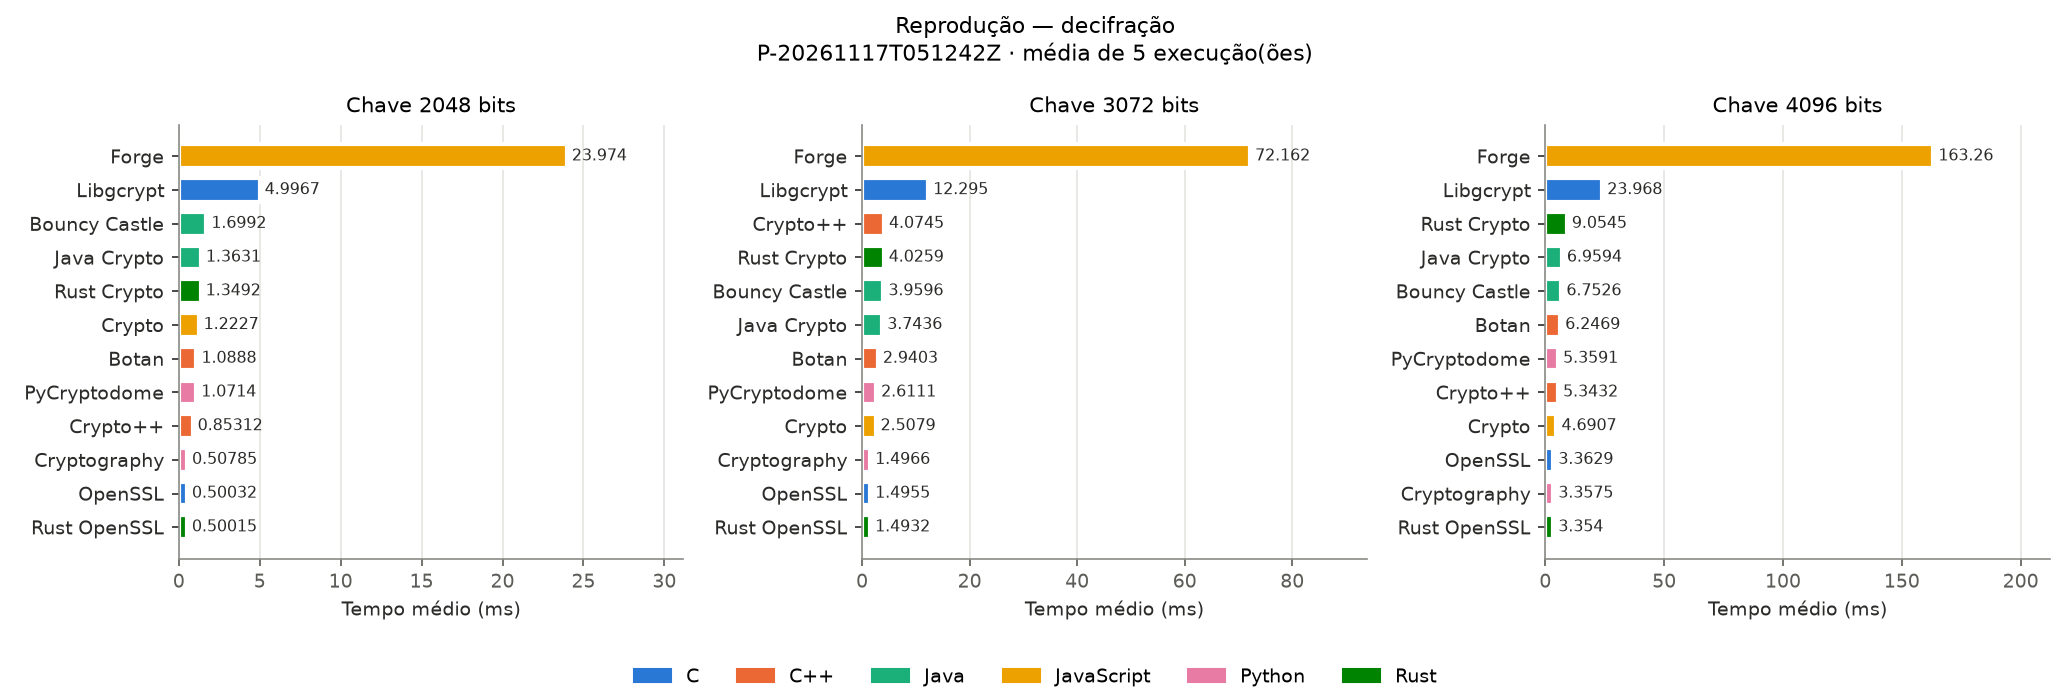 Reprodução — decifração
P-20261117T051242Z · média de 5 execução(ões)
Chave 2048 bits
Forge 23.974
Libgcrypt 4.9967
Bouncy Castle 1.6992
Java Crypto 1.3631
Rust Crypto 1.3492
Crypto 1.2227
Botan 1.0888
PyCryptodome 1.0714
Crypto++ 0.85312
Cryptography 0.50785
OpenSSL 0.50032
Rust OpenSSL 0.50015
0 5 10 15 20 25 30
Tempo médio (ms)
Chave 3072 bits
Forge 72.162
Libgcrypt 12.295
Crypto++ 4.0745
Rust Crypto 4.0259
Bouncy Castle 3.9596
Java Crypto 3.7436
Botan 2.9403
PyCryptodome 2.6111
Crypto 2.5079
Cryptography 1.4966
OpenSSL 1.4955
Rust OpenSSL 1.4932
0 20 40 60 80
Tempo médio (ms)
Chave 4096 bits
Forge 163.26
Libgcrypt 23.968
Rust Crypto 9.0545
Java Crypto 6.9594
Bouncy Castle 6.7526
Botan 6.2469
PyCryptodome 5.3591
Crypto++ 5.3432
Crypto 4.6907
OpenSSL 3.3629
Cryptography 3.3575
Rust OpenSSL 3.354
0 50 100 150 200
Tempo médio (ms)
C C++ Java JavaScript Python Rust